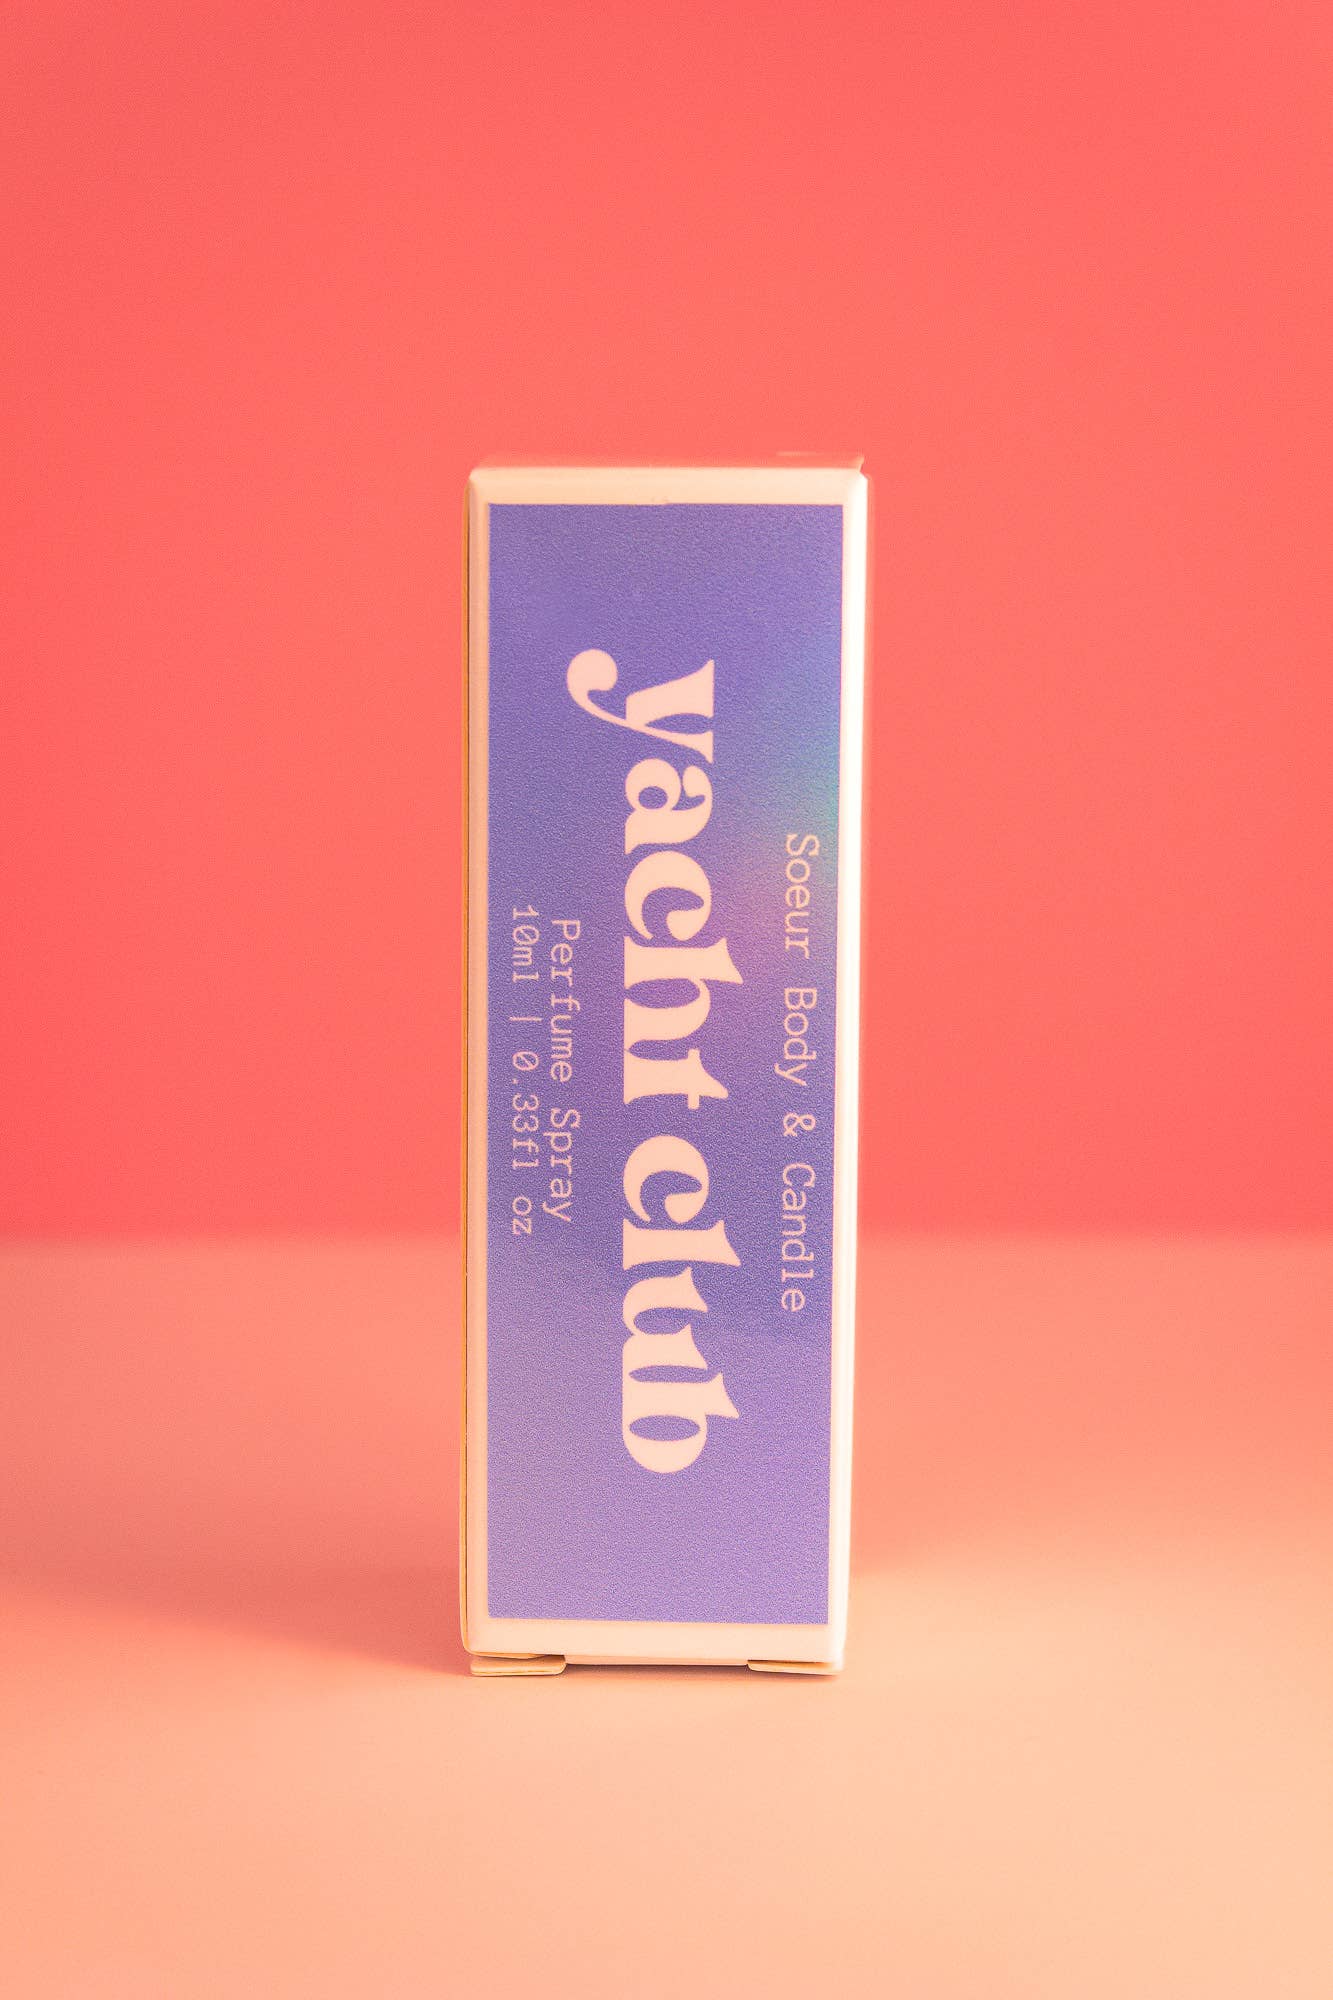 Soeur Body & Candle
yacht club
Perfume Spray
10ml | 0.33fl oz